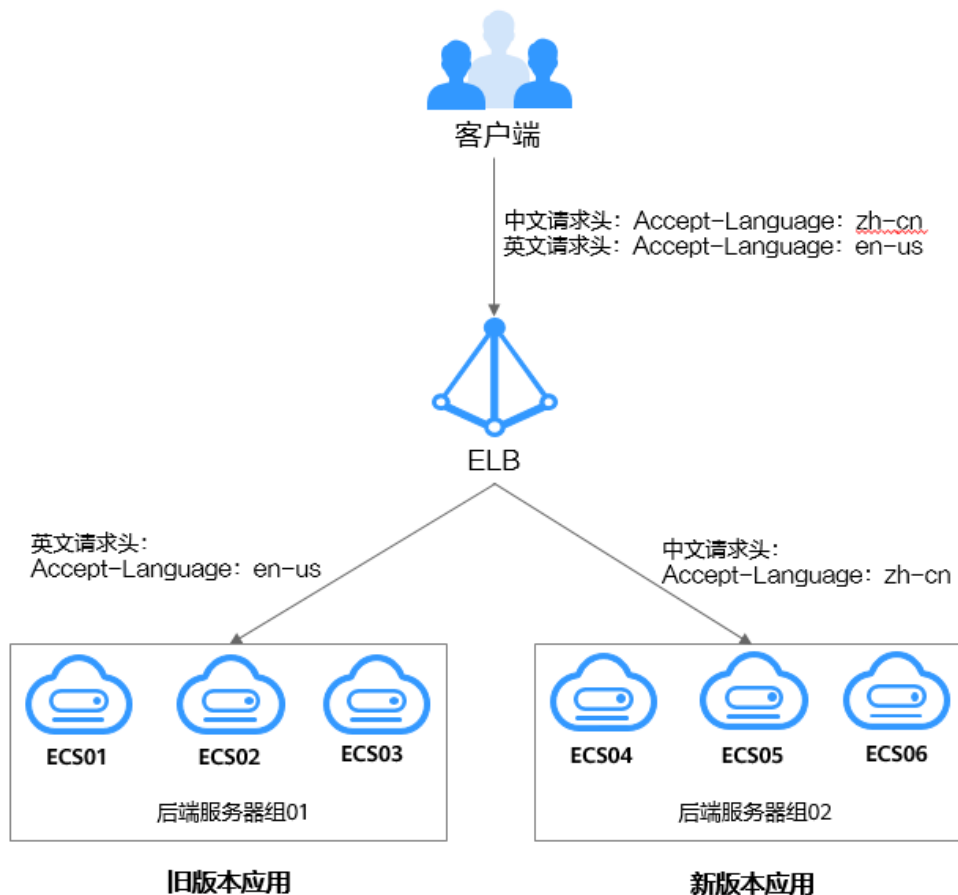 客户端
中文请求头：Accept-Language：zh-cn
英文请求头：Accept-Language：en-us
ELB
英文请求头：
Accept-Language：en-us
中文请求头：
Accept-Language：zh-cn
ECS01
ECS02
ECS03
后端服务器组01
旧版本应用
ECS04
ECS05
ECS06
后端服务器组02
新版本应用